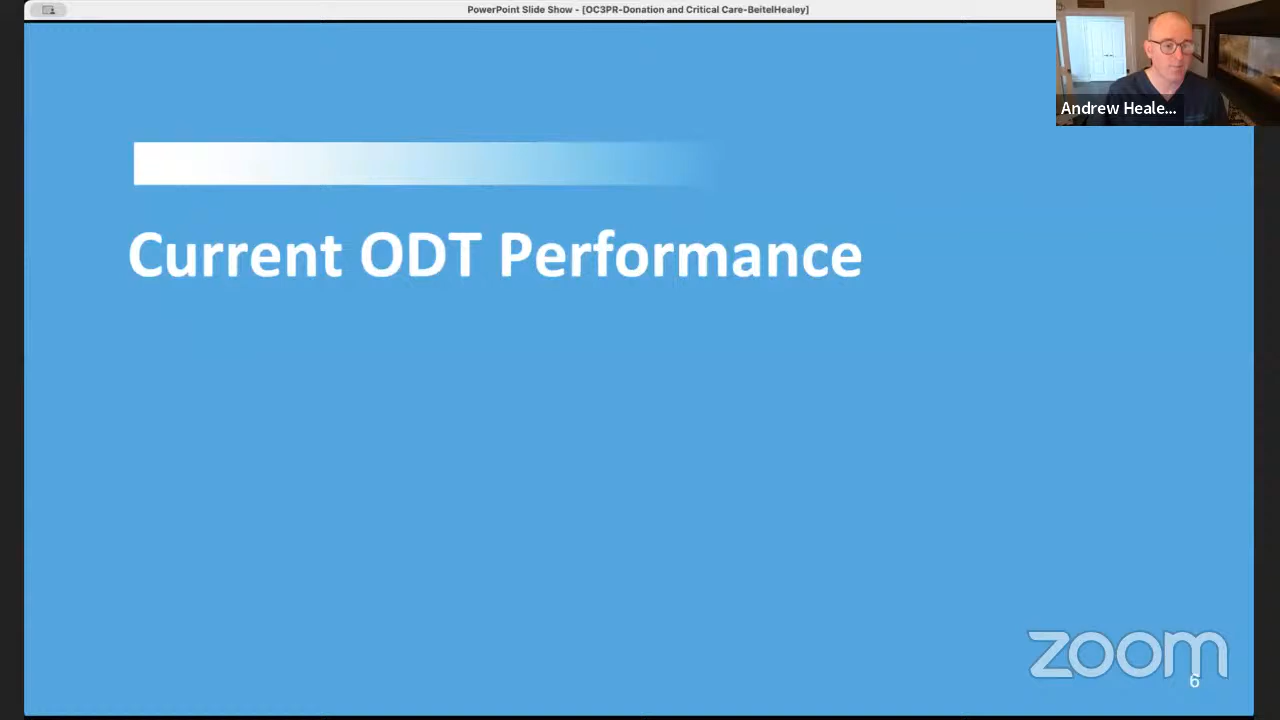 PowerPoint Slide Show - [OC3PR-Donation and Critical Care-BeitelHealey]
Andrew Heale...
Current ODT Performance
zoom
6